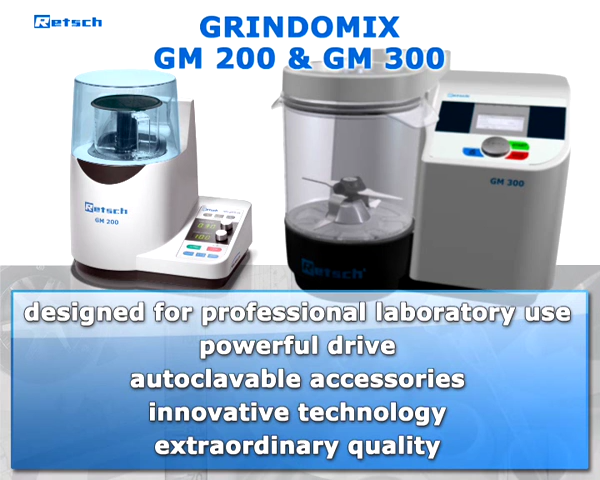 Retsch
GRINDOMIX
GM 200 & GM 300
Retsch
GM 200
Retsch
GM 300
Retsch
designed for professional laboratory use
powerful drive
autoclavable accessories
innovative technology
extraordinary quality